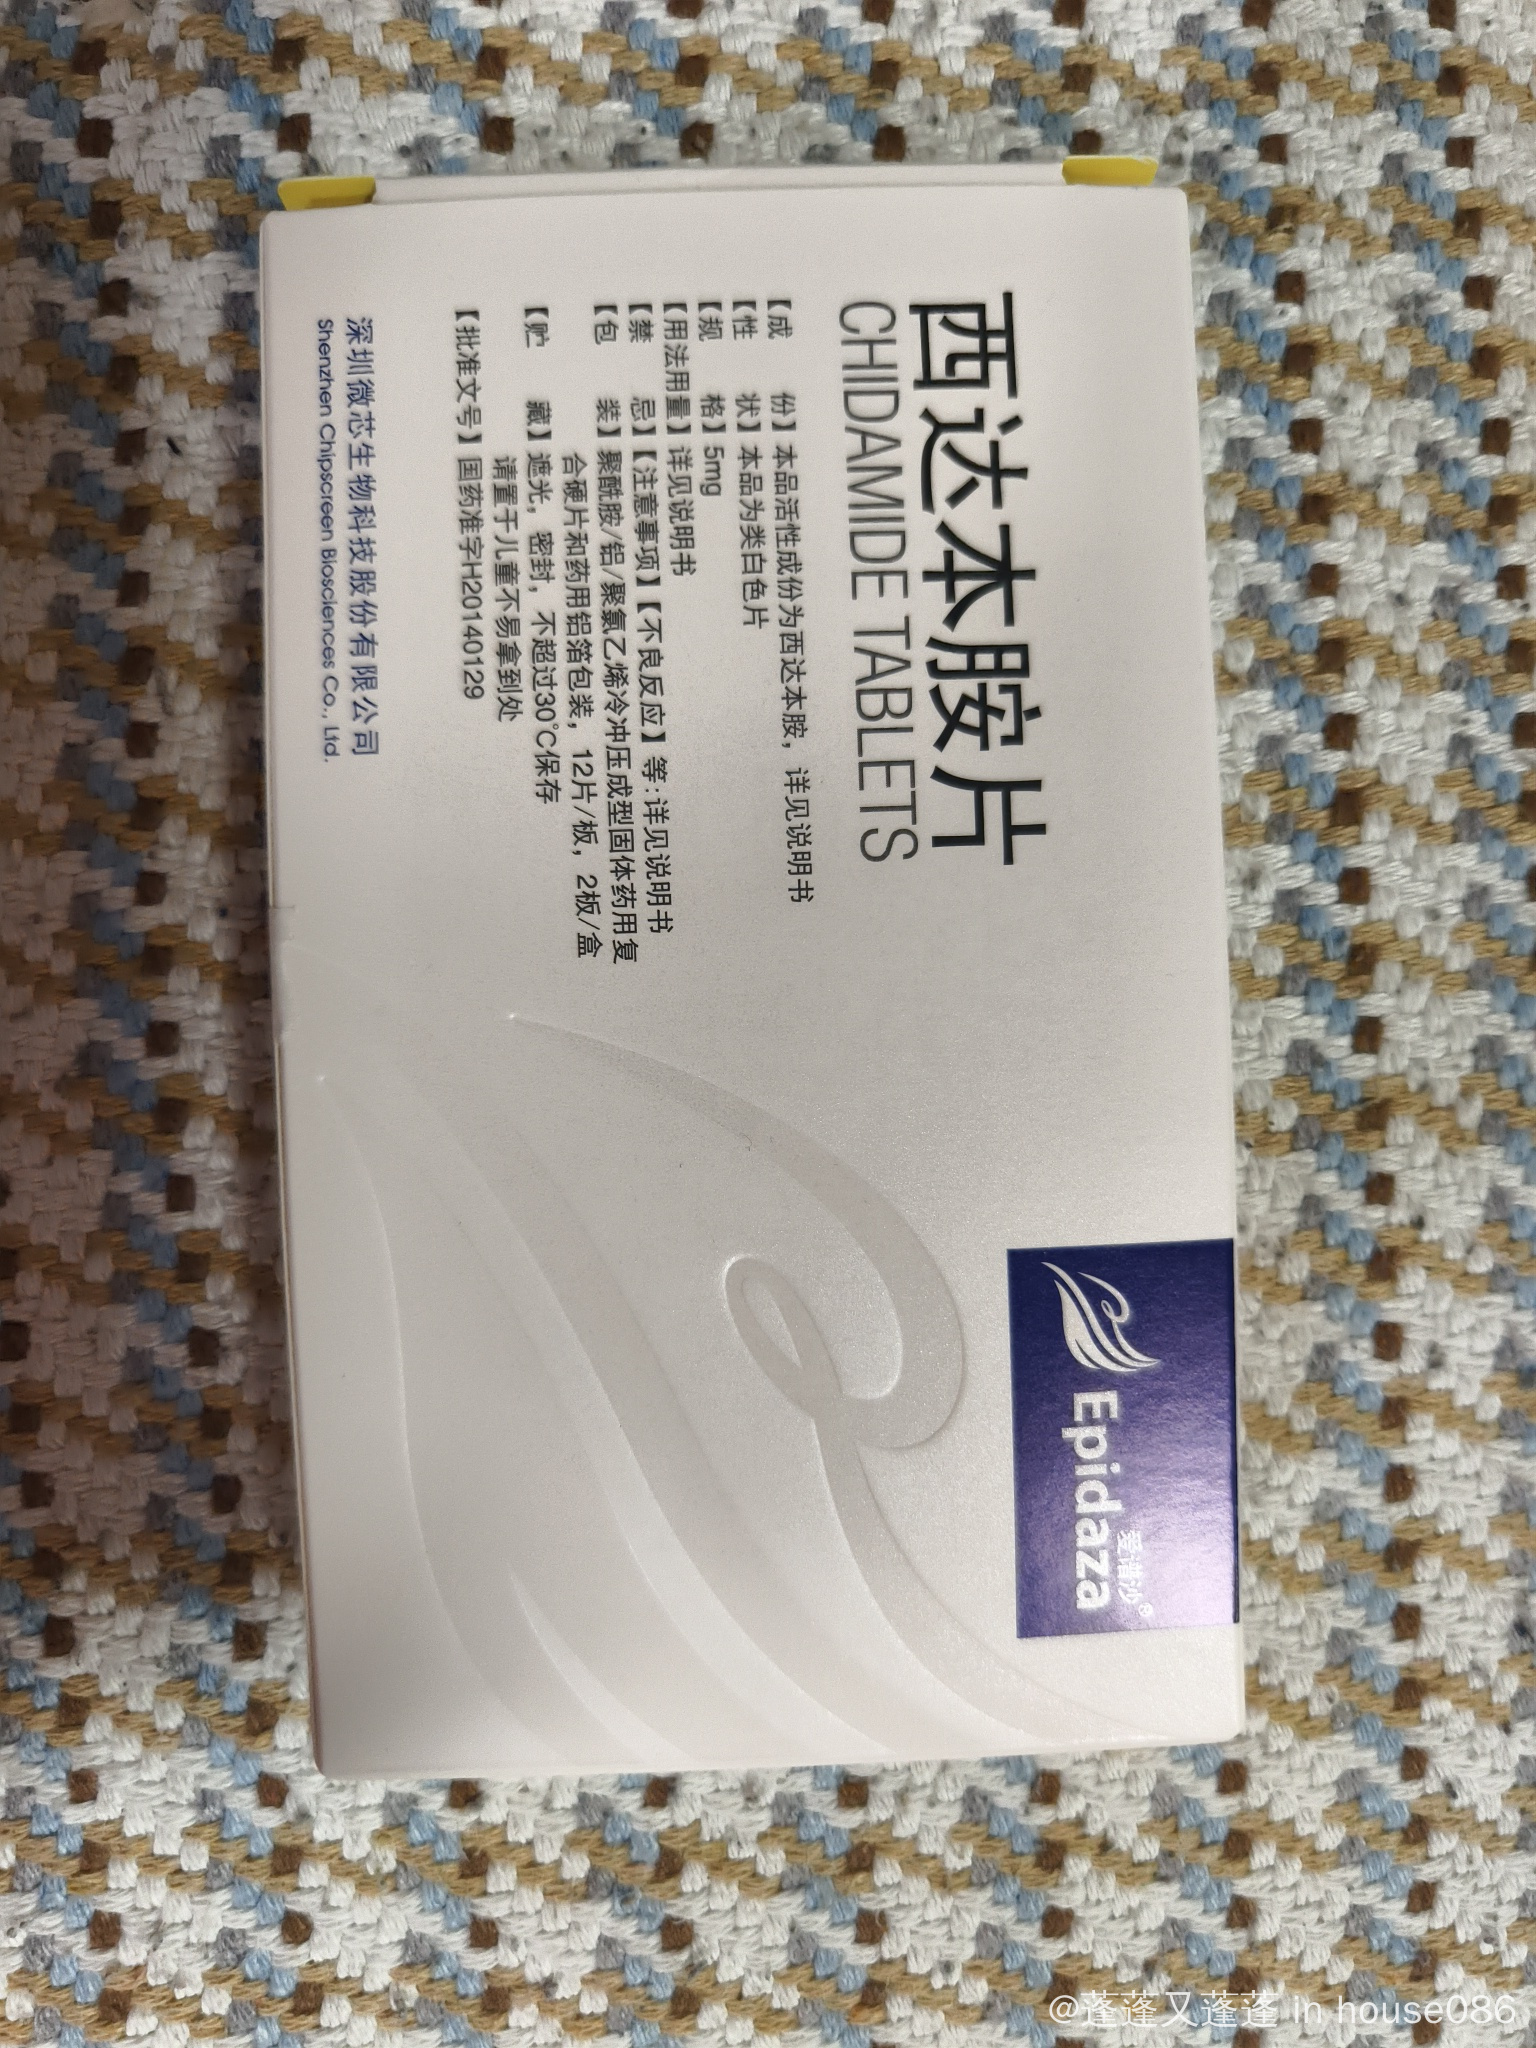 西达本胺片
CHIDAMIDE TABLETS
【成　　份】本品活性成份为西达本胺，详见说明书
【性　　状】本品为类白色片
【规　　格】5mg
【用法用量】详见说明书
【禁　　忌】【注意事项】【不良反应】等:详见说明书
【包　　装】聚酰胺/铝/聚氯乙烯冷冲压成型固体药用复
合硬片和药用铝箔包装，12片/板，2板/盒
【贮　　藏】遮光，密封，不超过30℃保存
请置于儿童不易拿到处
【批准文号】国药准字H20140129
深圳微芯生物科技股份有限公司
Shenzhen Chipscreen Biosciences Co., Ltd.
爱谱沙®
Epidaza
@蓬蓬又蓬蓬 in house086